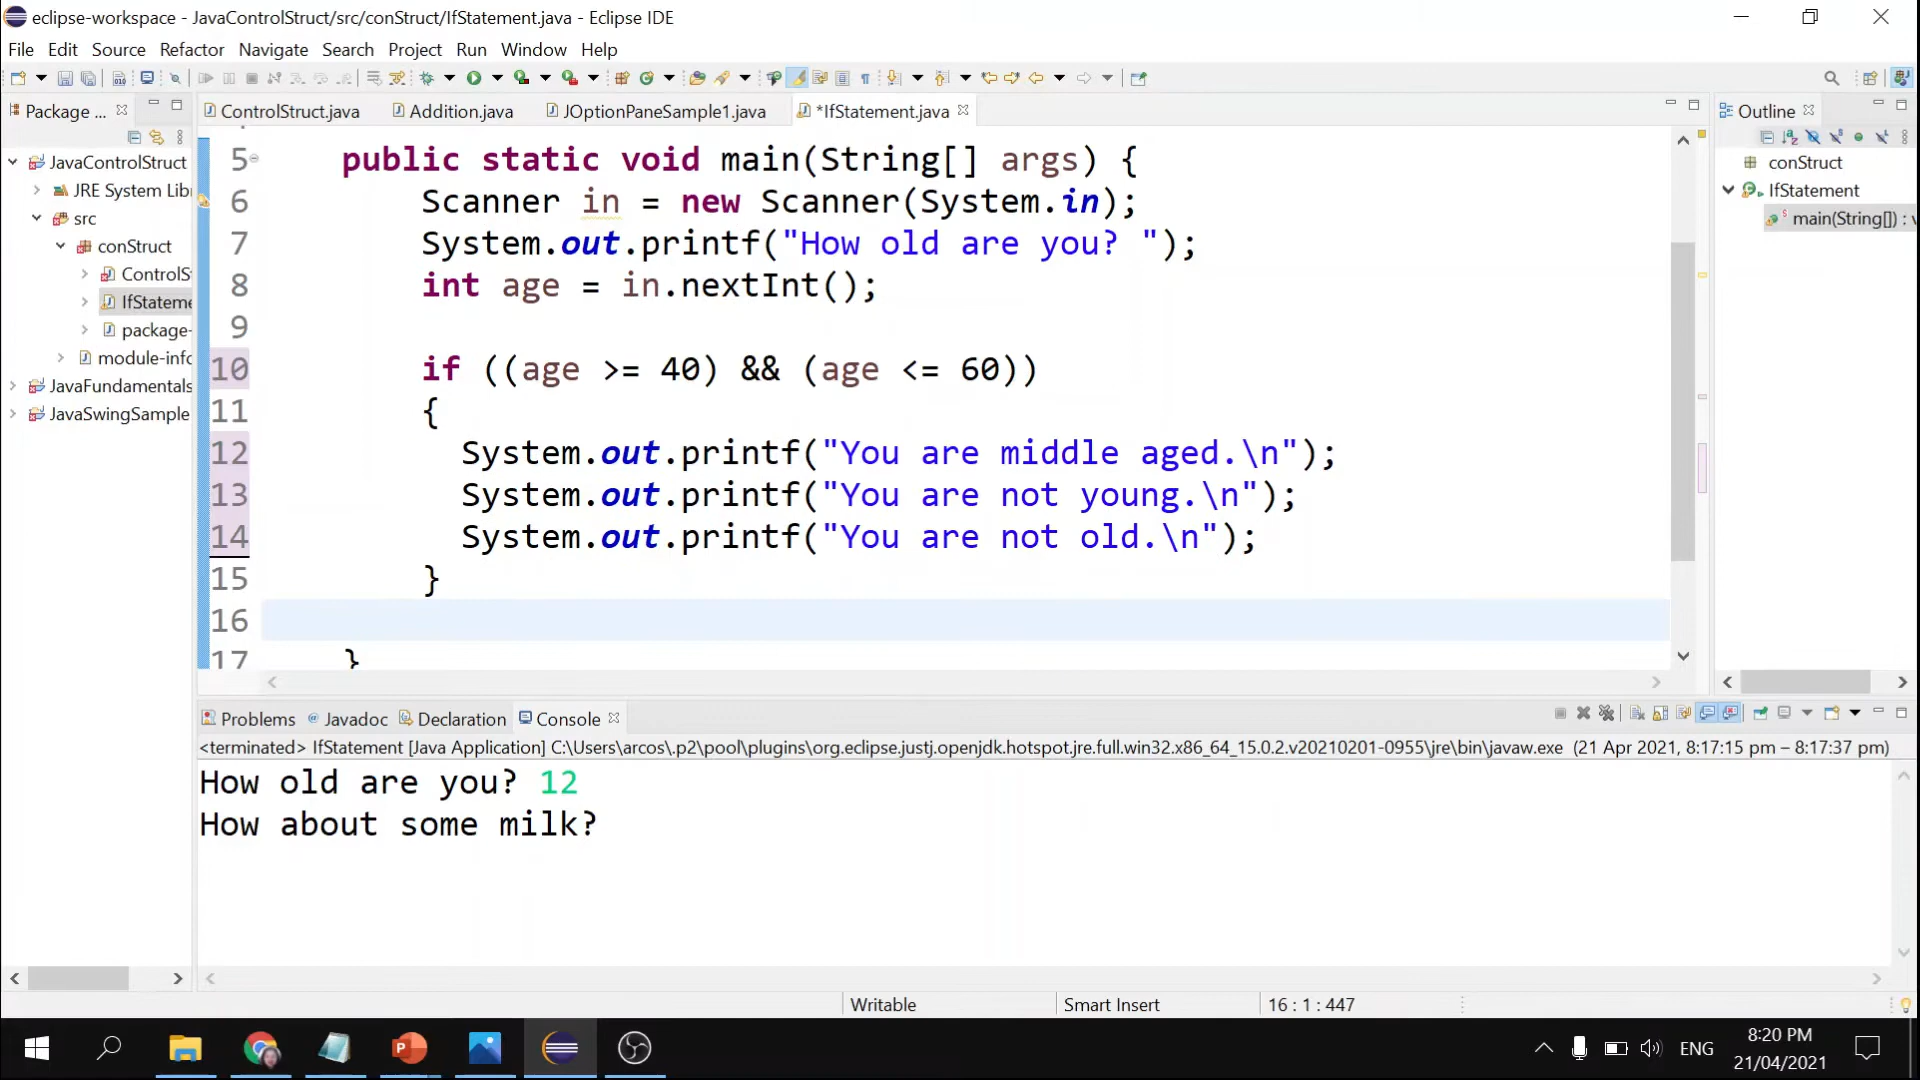 eclipse-workspace - JavaControlStruct/src/conStruct/IfStatement.java - Eclipse IDE
File Edit Source Refactor Navigate Search Project Run Window Help
Package ...
ControlStruct.java
Addition.java
JOptionPaneSample1.java
*IfStatement.java
Outline
JavaControlStruct
JRE System Libr
src
conStruct
ControlS
IfStateme
package-
module-info
JavaFundamentals
JavaSwingSample
5 public static void main(String[] args) {
6 Scanner in = new Scanner(System.in);
7 System.out.printf("How old are you? ");
8 int age = in.nextInt();
9
10 if ((age >= 40) && (age <= 60))
11 {
12 System.out.printf("You are middle aged.\n");
13 System.out.printf("You are not young.\n");
14 System.out.printf("You are not old.\n");
15 }
16
17 }
conStruct
IfStatement
main(String[]) : v
Problems Javadoc Declaration Console
<terminated> IfStatement [Java Application] C:\Users\arcos\.p2\pool\plugins\org.eclipse.justj.openjdk.hotspot.jre.full.win32.x86_64_15.0.2.v20210201-0955\jre\bin\javaw.exe (21 Apr 2021, 8:17:15 pm – 8:17:37 pm)
How old are you? 12
How about some milk?
Writable
Smart Insert
16 : 1 : 447
ENG
8:20 PM
21/04/2021